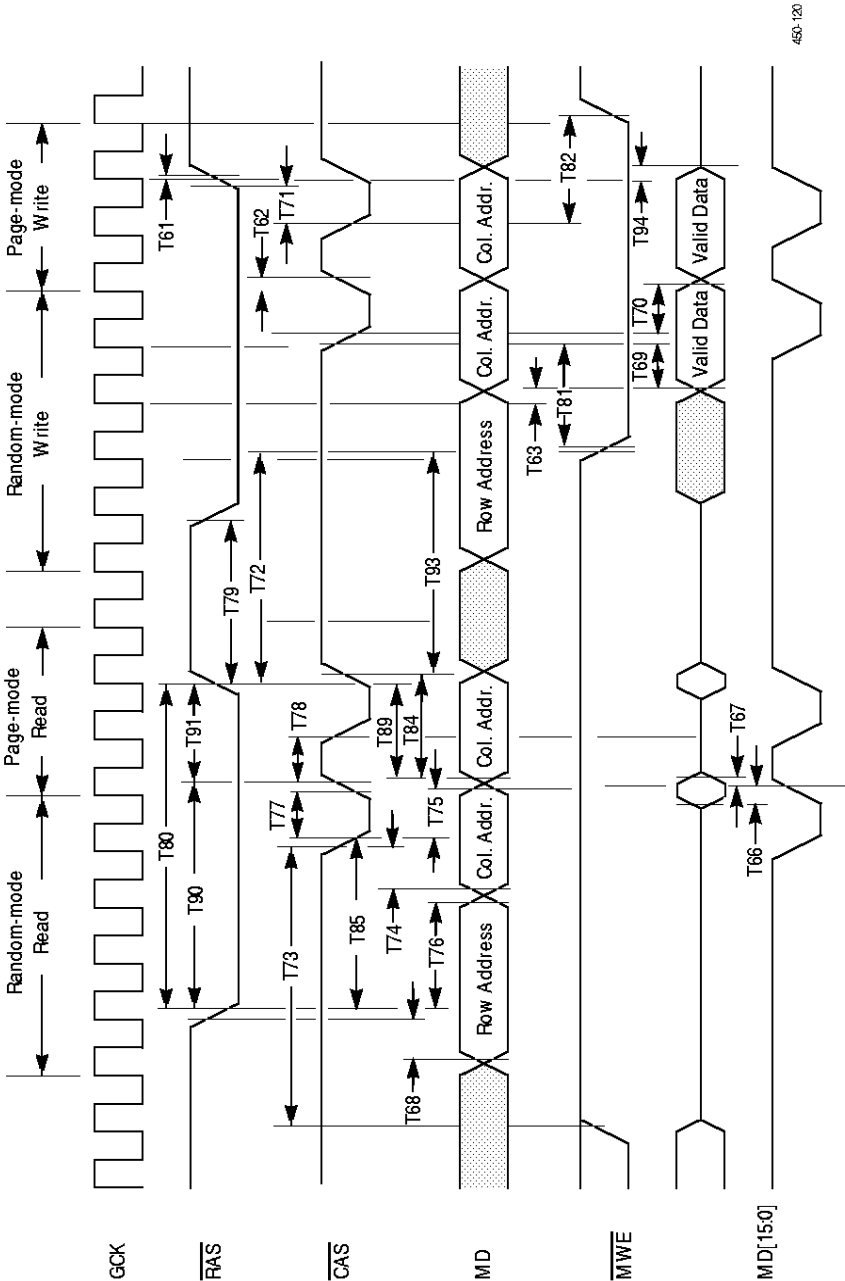 Random-mode
Read
Page-mode
Read
Random-mode
Write
Page-mode
Write
GCK
T61
T80
T91
T90
T79
RAS
T72
T62
T71
T73
T77
T78
CAS
T85
T89
T74
T84
T76
T75
T93
T68
MD
Row Address
Col. Addr.
Col. Addr.
Row Address
Col. Addr.
Col. Addr.
T63
T81
T82
MWE
T69
T70
T94
Valid Data
Valid Data
T66
T67
MD[15:0]
450-120